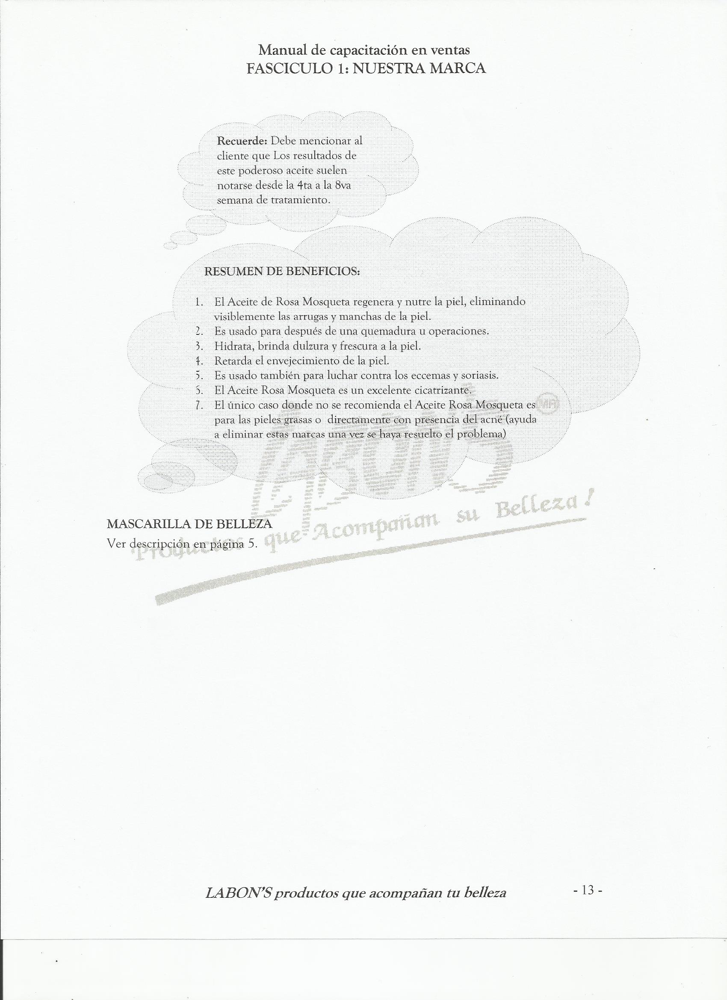 Manual de capacitación en ventas
FASCICULO 1: NUESTRA MARCA
Recuerde: Debe mencionar al
cliente que Los resultados de
este poderoso aceite suelen
notarse desde la 4ta a la 8va
semana de tratamiento.
RESUMEN DE BENEFICIOS:
1. El Aceite de Rosa Mosqueta regenera y nutre la piel, eliminando
visiblemente las arrugas y manchas de la piel.
2. Es usado para después de una quemadura u operaciones.
3. Hidrata, brinda dulzura y frescura a la piel.
4. Retarda el envejecimiento de la piel.
5. Es usado también para luchar contra los eccemas y soriasis.
6. El Aceite Rosa Mosqueta es un excelente cicatrizante.
7. El único caso donde no se recomienda el Aceite Rosa Mosqueta es
para las pieles grasas o directamente con presencia del acné (ayuda
a eliminar estas marcas una vez se haya resuelto el problema)
LABON'S MH
Productos que Acompañan su Belleza!
MASCARILLA DE BELLEZA
Ver descripción en página 5.
LABON'S productos que acompañan tu belleza
- 13 -